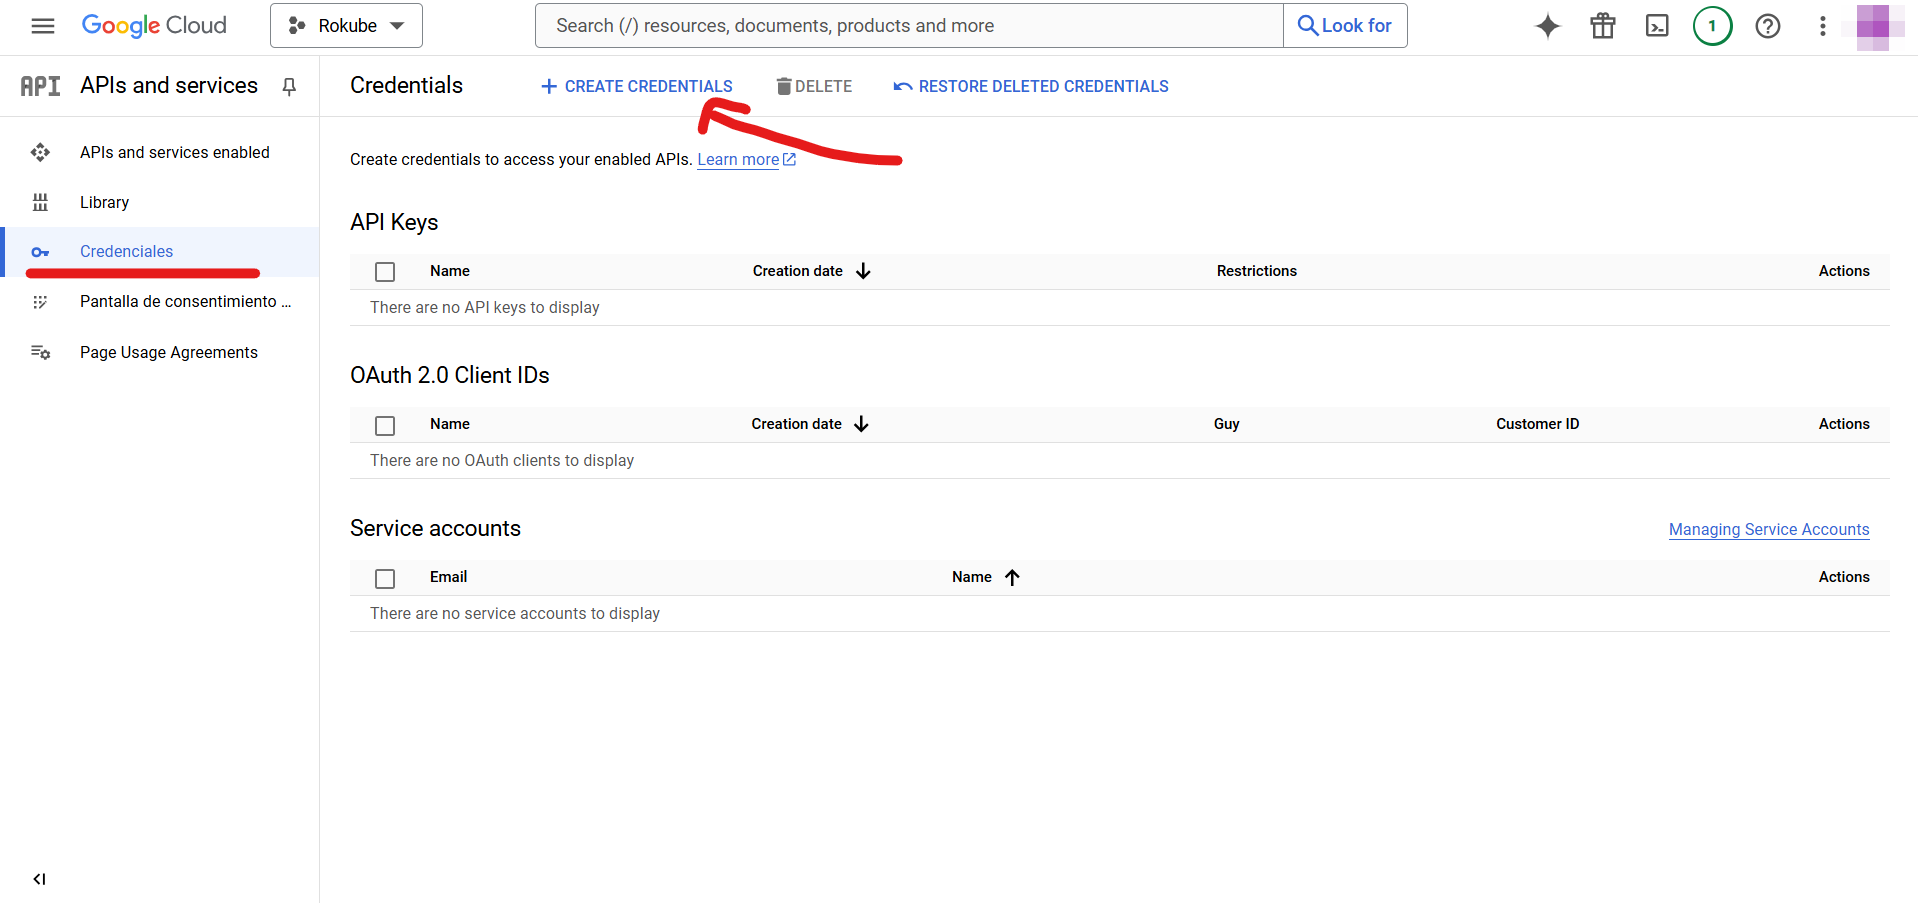 Google Cloud
Rokube
Search (/) resources, documents, products and more
Look for
1
API
APIs and services
Credentials
CREATE CREDENTIALS
DELETE
RESTORE DELETED CREDENTIALS
APIs and services enabled
Library
Credenciales
Pantalla de consentimiento ...
Page Usage Agreements
Create credentials to access your enabled APIs. Learn more
API Keys
Name Creation date Restrictions Actions
There are no API keys to display
OAuth 2.0 Client IDs
Name Creation date Guy Customer ID Actions
There are no OAuth clients to display
Service accounts
Managing Service Accounts
Email Name Actions
There are no service accounts to display